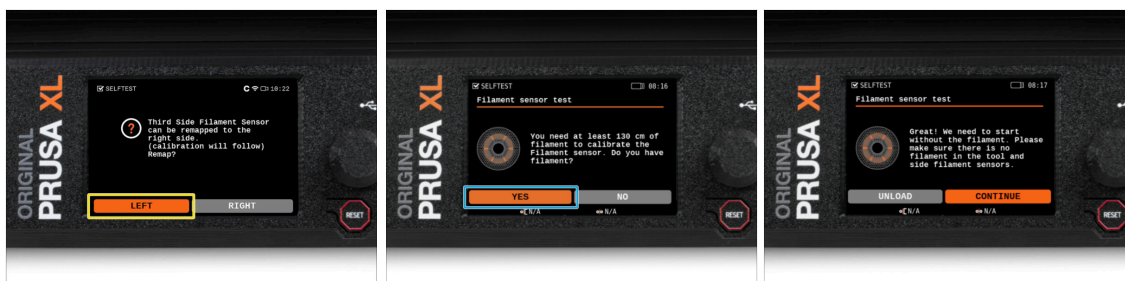 ORIGINAL
PRUSA XL
SELFTEST
C 10:22
?
Third Side Filament Sensor
can be remapped to the
right side.
(calibration will follow)
Remap?
LEFT
RIGHT
RESET
ORIGINAL
PRUSA XL
SELFTEST
08:16
Filament sensor test
You need at least 130 cm of
filament to calibrate the
Filament sensor. Do you have
filament?
YES
NO
N/A
N/A
RESET
ORIGINAL
PRUSA XL
SELFTEST
08:17
Filament sensor test
Great! We need to start
without the filament. Please
make sure there is no
filament in the tool and
side filament sensors.
UNLOAD
CONTINUE
N/A
N/A
RESET